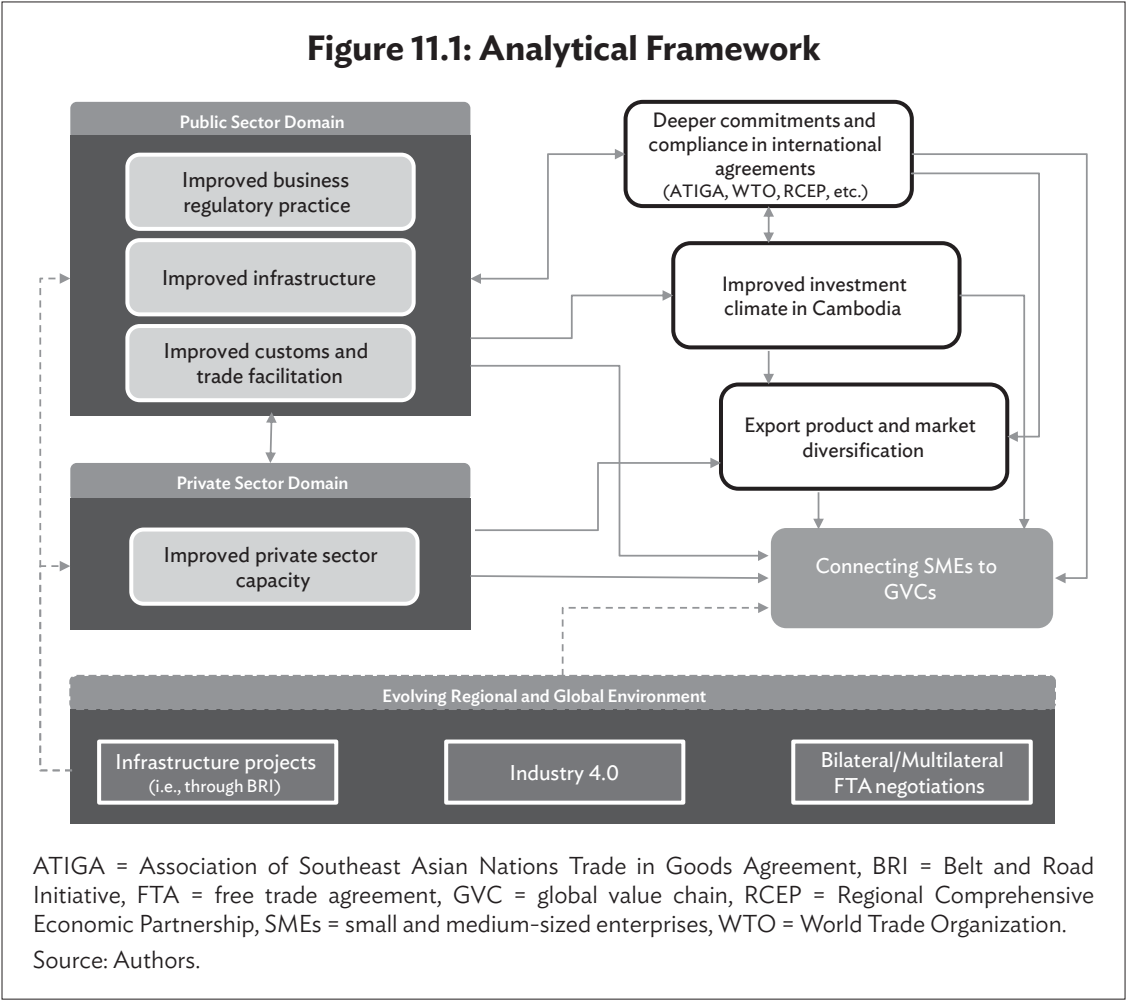 Figure 11.1: Analytical Framework
Public Sector Domain
Improved business
regulatory practice
Improved infrastructure
Improved customs and
trade facilitation
Private Sector Domain
Improved private sector
capacity
Deeper commitments and
compliance in international
agreements
(ATIGA, WTO, RCEP, etc.)
Improved investment
climate in Cambodia
Export product and market
diversification
Connecting SMEs to
GVCs
Evolving Regional and Global Environment
Infrastructure projects
(i.e., through BRI)
Industry 4.0
Bilateral/Multilateral
FTA negotiations
ATIGA = Association of Southeast Asian Nations Trade in Goods Agreement, BRI = Belt and Road
Initiative, FTA = free trade agreement, GVC = global value chain, RCEP = Regional Comprehensive
Economic Partnership, SMEs = small and medium-sized enterprises, WTO = World Trade Organization.
Source: Authors.